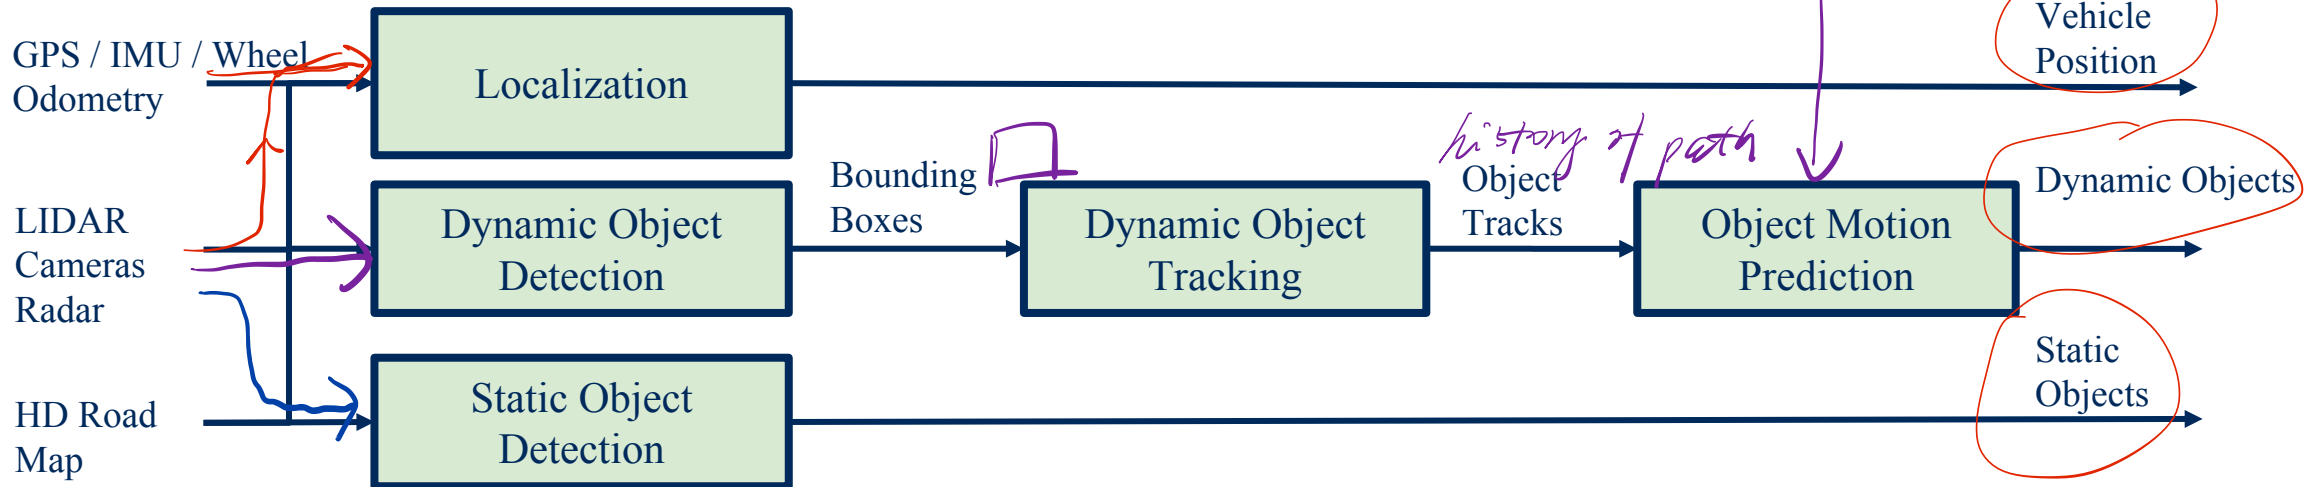 GPS / IMU / Wheel
Odometry
Localization
Vehicle
Position
LIDAR
Cameras
Radar
Dynamic Object
Detection
Bounding
Boxes
Dynamic Object
Tracking
history of path
Object
Tracks
Object Motion
Prediction
Dynamic Objects
HD Road
Map
Static Object
Detection
Static
Objects